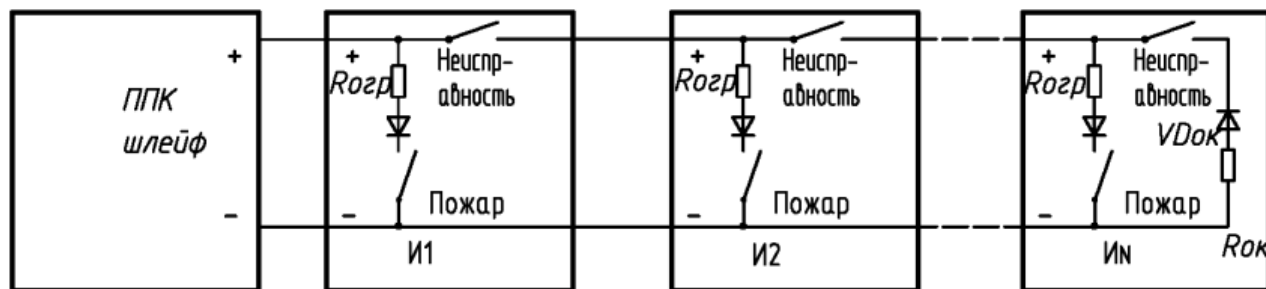 ППК
шлейф
+
−
+
Rогр
Неиспр-
авность
−
Пожар
И1
+
Rогр
Неиспр-
авность
−
Пожар
И2
+
Rогр
Неиспр-
авность
VDок
−
Пожар
ИN
Rок